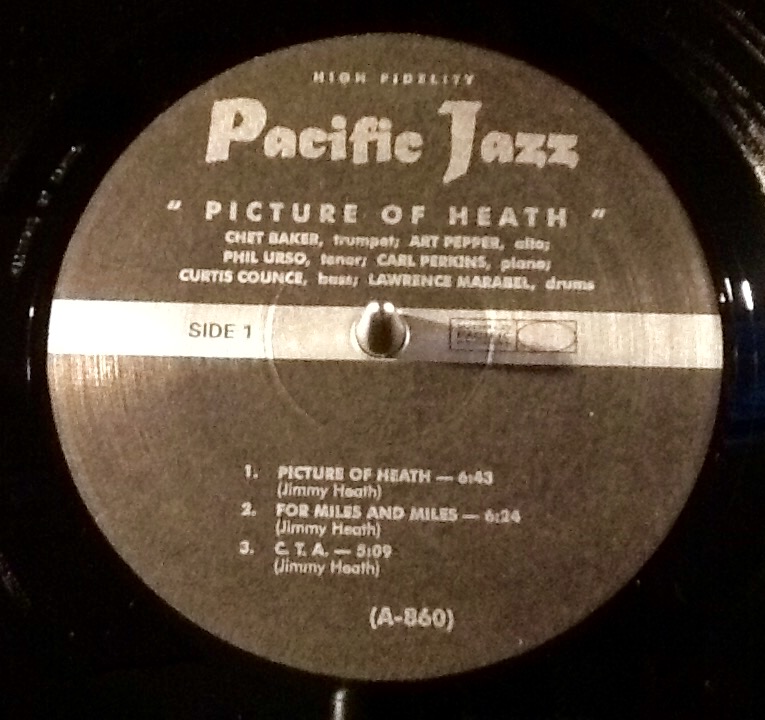 HIGH FIDELITY
Pacific Jazz
" PICTURE OF HEATH "
CHET BAKER, trumpet; ART PEPPER, alto;
PHIL URSO, tenor; CARL PERKINS, piano;
CURTIS COUNCE, bass; LAWRENCE MARABEL, drums
SIDE 1
1. PICTURE OF HEATH — 6:43
(Jimmy Heath)
2. FOR MILES AND MILES — 6:24
(Jimmy Heath)
3. C. T. A. — 5:09
(Jimmy Heath)
(A-860)